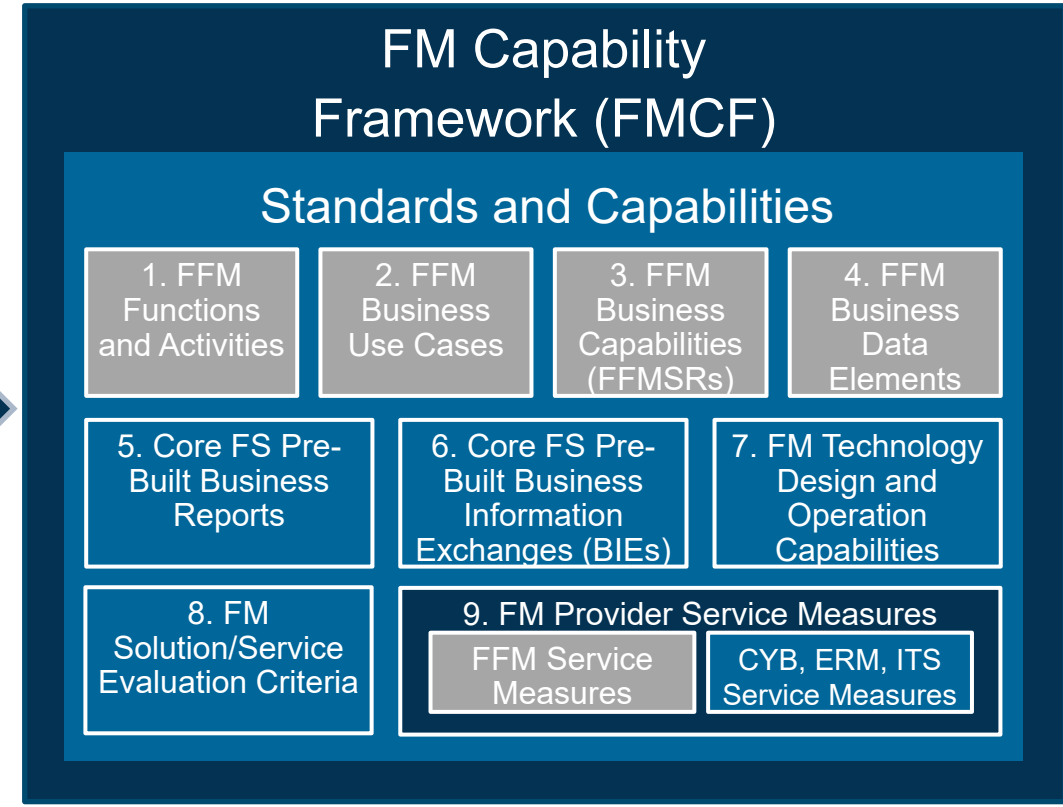 FM Capability
Framework (FMCF)
Standards and Capabilities
1. FFM
Functions
and Activities
2. FFM
Business
Use Cases
3. FFM
Business
Capabilities
(FFMSRs)
4. FFM
Business
Data
Elements
5. Core FS Pre-
Built Business
Reports
6. Core FS Pre-
Built Business
Information
Exchanges (BIEs)
7. FM Technology
Design and
Operation
Capabilities
8. FM
Solution/Service
Evaluation Criteria
9. FM Provider Service Measures
FFM Service
Measures
CYB, ERM, ITS
Service Measures